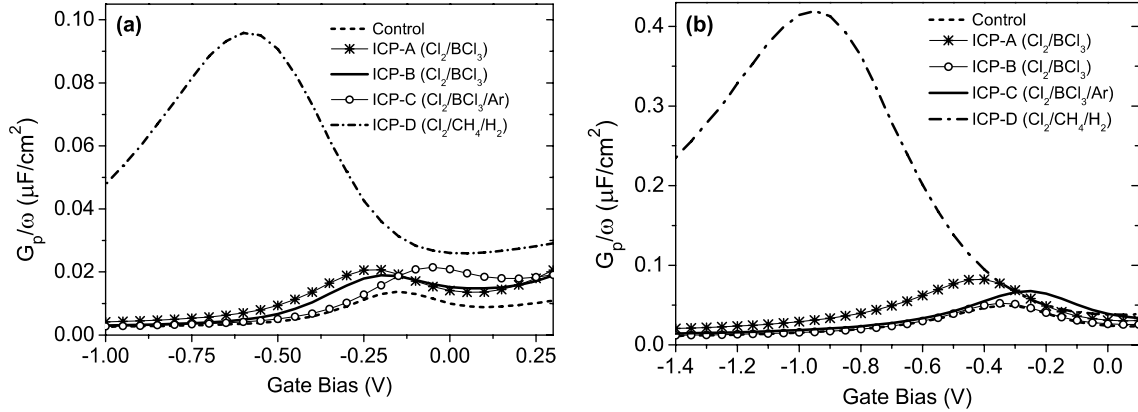 (a)
Control
ICP-A (Cl₂/BCl₃)
ICP-B (Cl₂/BCl₃)
ICP-C (Cl₂/BCl₃/Ar)
ICP-D (Cl₂/CH₄/H₂)
0.10
0.08
0.06
0.04
0.02
0.00
Gₚ/ω (μF/cm²)
-1.00 -0.75 -0.50 -0.25 0.00 0.25
Gate Bias (V)
(b)
Control
ICP-A (Cl₂/BCl₃)
ICP-B (Cl₂/BCl₃)
ICP-C (Cl₂/BCl₃/Ar)
ICP-D (Cl₂/CH₄/H₂)
0.4
0.3
0.2
0.1
0.0
Gₚ/ω (μF/cm²)
-1.4 -1.2 -1.0 -0.8 -0.6 -0.4 -0.2 0.0
Gate Bias (V)